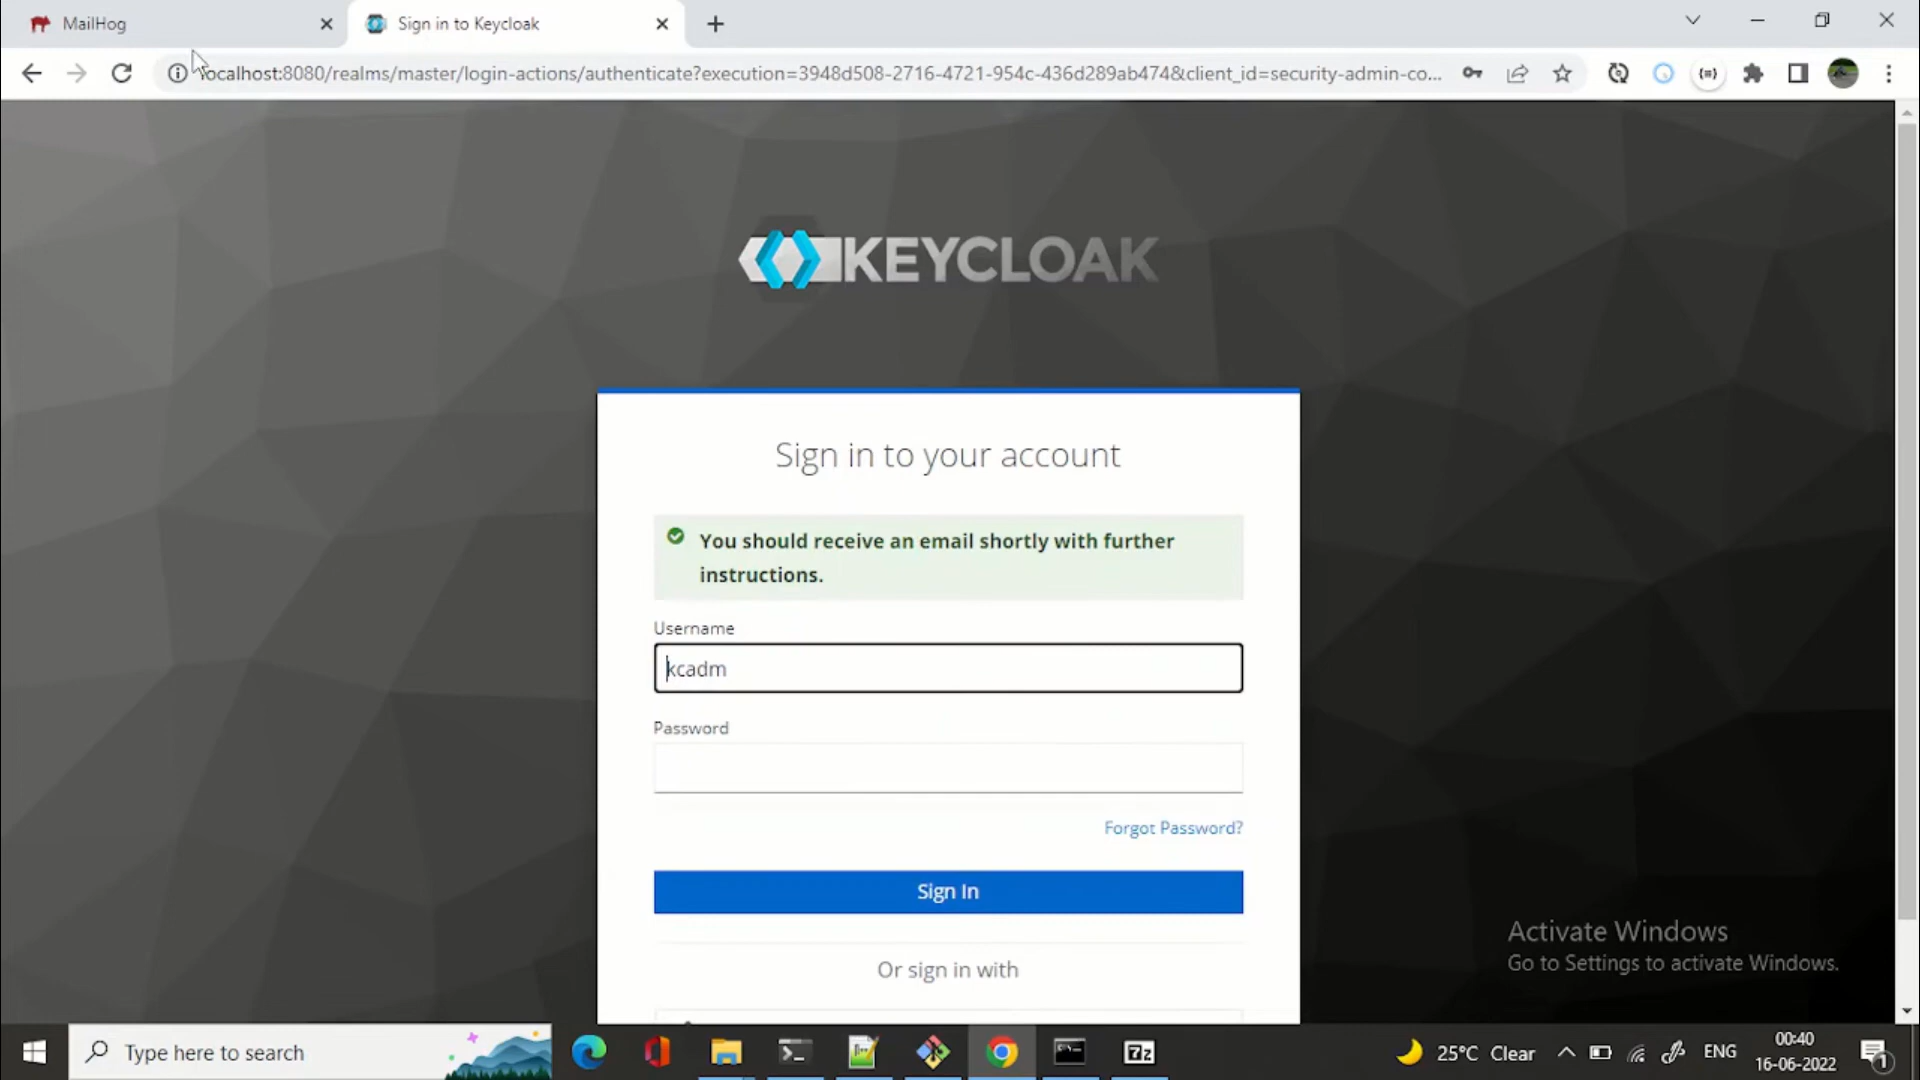 MailHog
Sign in to Keycloak
localhost:8080/realms/master/login-actions/authenticate?execution=3948d508-2716-4721-954c-436d289ab474&client_id=security-admin-co...
KEYCLOAK
Sign in to your account
You should receive an email shortly with further
instructions.
Username
kcadm
Password
Forgot Password?
Sign In
Or sign in with
Activate Windows
Go to Settings to activate Windows.
Type here to search
25°C Clear
ENG
00:40
16-06-2022
1